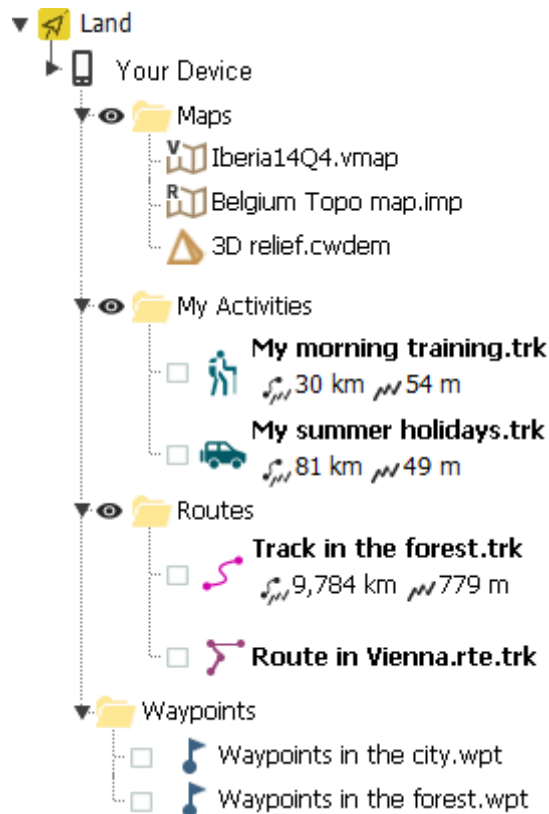 Land
Your Device
Maps
V Iberia14Q4.vmap
R Belgium Topo map.imp
3D relief.cwdem
My Activities
My morning training.trk
30 km 54 m
My summer holidays.trk
81 km 49 m
Routes
Track in the forest.trk
9,784 km 779 m
Route in Vienna.rte.trk
Waypoints
Waypoints in the city.wpt
Waypoints in the forest.wpt